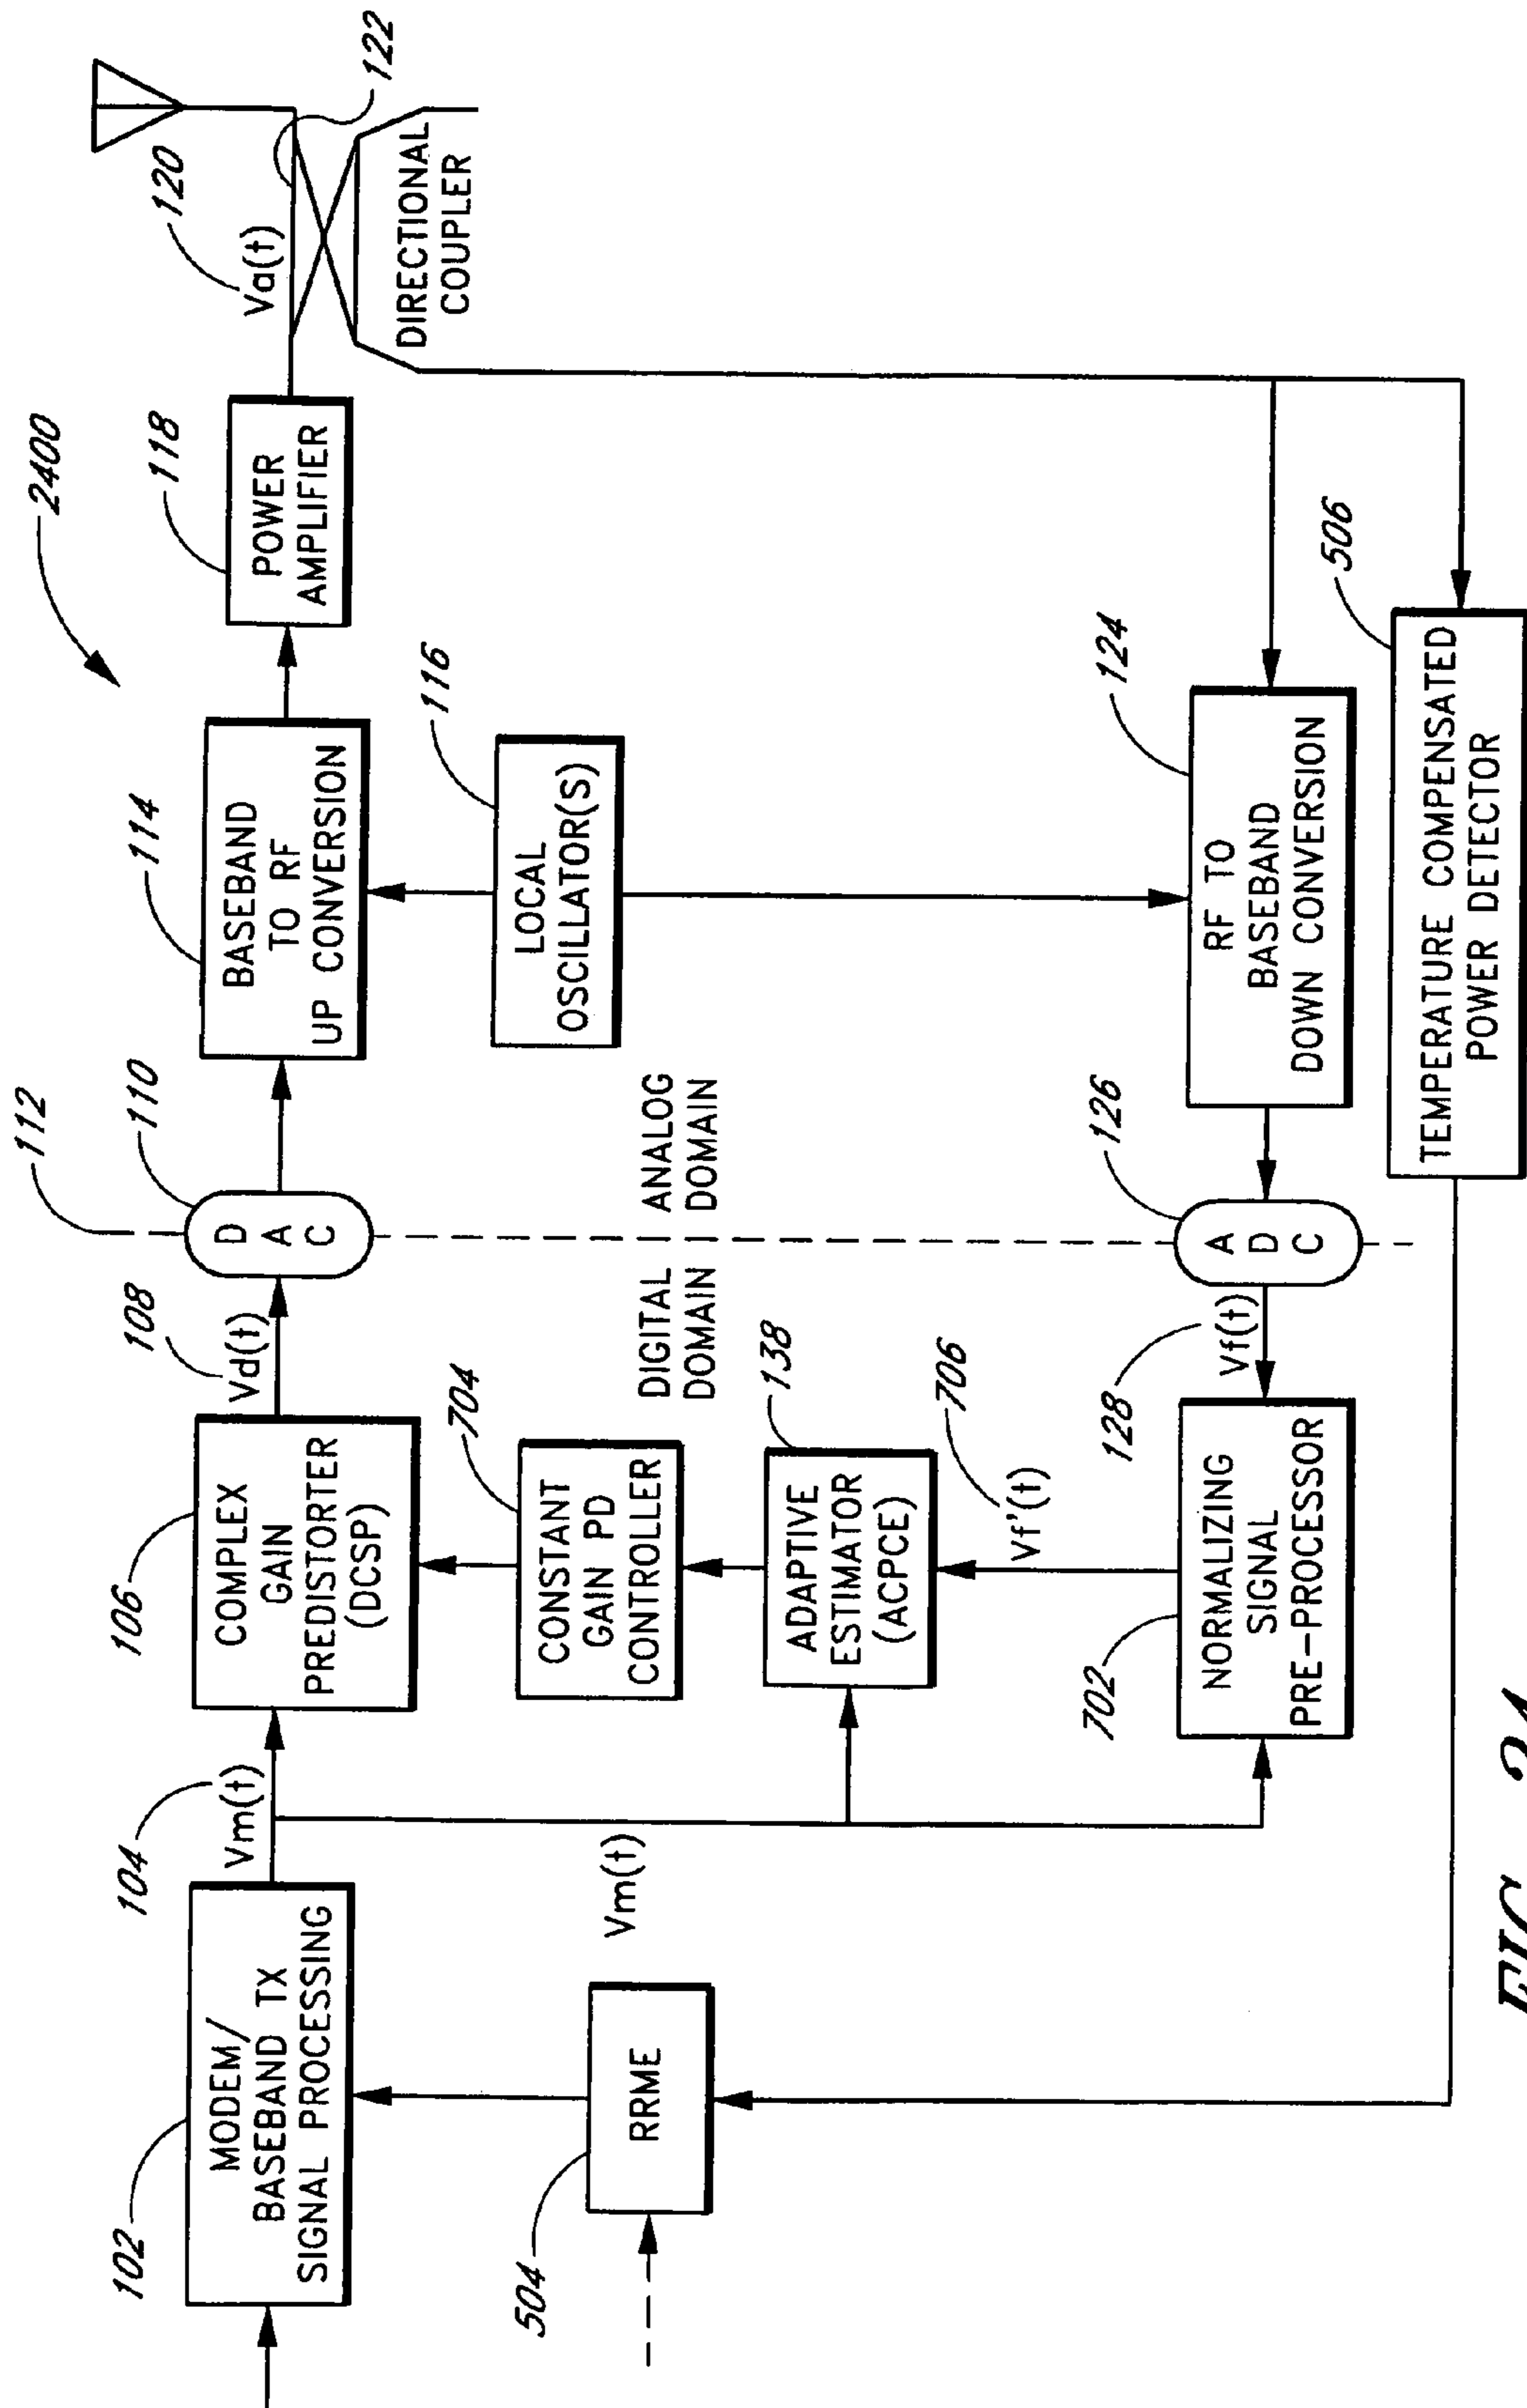 2400
102
MODEM/
BASEBAND TX
SIGNAL PROCESSING
104
Vm(t)
106
COMPLEX
GAIN
PREDISTORTER
(DCSP)
108
Vd(t)
112
110
D
A
C
114
BASEBAND
TO RF
UP CONVERSION
118
POWER
AMPLIFIER
120
Va(t)
122
DIRECTIONAL
COUPLER
504
RRME
Vm(t)
704
CONSTANT
GAIN PD
CONTROLLER
138
ADAPTIVE
ESTIMATOR
(ACPCE)
706
Vf'(t)
DIGITAL
DOMAIN
ANALOG
DOMAIN
116
LOCAL
OSCILLATOR(S)
702
NORMALIZING
SIGNAL
PRE-PROCESSOR
128
Vf(t)
126
A
D
C
124
RF TO
BASEBAND
DOWN CONVERSION
506
TEMPERATURE COMPENSATED
POWER DETECTOR
FIG. 24